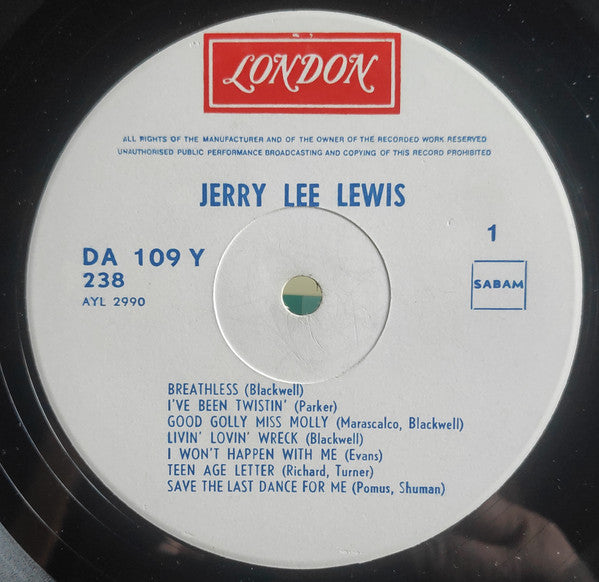 LONDON
ALL RIGHTS OF THE MANUFACTURER AND OF THE OWNER OF THE RECORDED WORK RESERVED
UNAUTHORISED PUBLIC PERFORMANCE BROADCASTING AND COPYING OF THIS RECORD PROHIBITED
JERRY LEE LEWIS
DA 109 Y
238
AYL 2990
1
SABAM
BREATHLESS (Blackwell)
I'VE BEEN TWISTIN' (Parker)
GOOD GOLLY MISS MOLLY (Marascalco, Blackwell)
LIVIN' LOVIN' WRECK (Blackwell)
I WON'T HAPPEN WITH ME (Evans)
TEEN AGE LETTER (Richard, Turner)
SAVE THE LAST DANCE FOR ME (Pomus, Shuman)